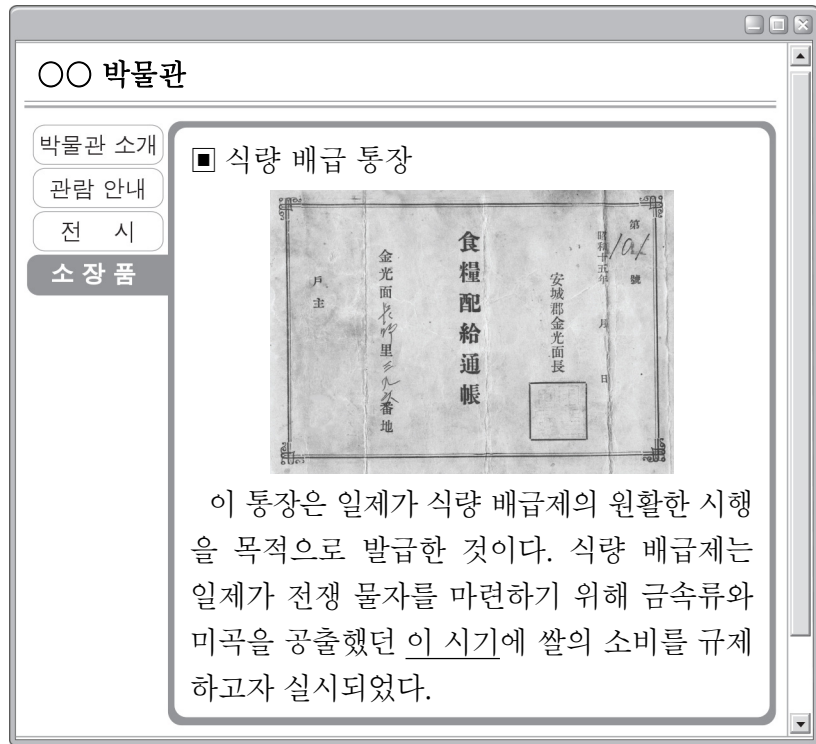 ○○ 박물관
박물관 소개
관람 안내
전 시
소장품
▣ 식량 배급 통장
第 號
昭和十五年 月 日
安城郡金光面長
食糧配給通帳
金光面 里 番地
戶主
이 통장은 일제가 식량 배급제의 원활한 시행
을 목적으로 발급한 것이다. 식량 배급제는
일제가 전쟁 물자를 마련하기 위해 금속류와
미곡을 공출했던 이 시기에 쌀의 소비를 규제
하고자 실시되었다.